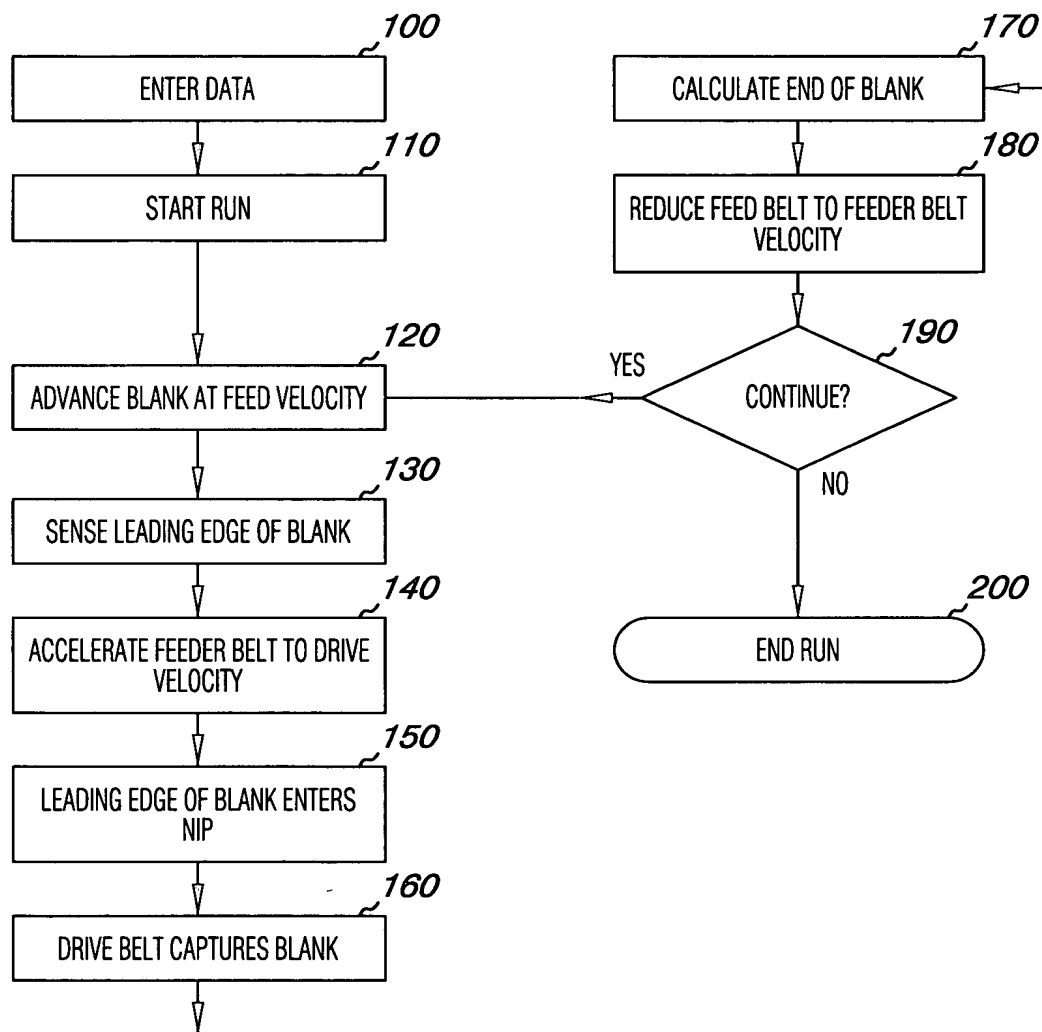 100
ENTER DATA
110
START RUN
120
ADVANCE BLANK AT FEED VELOCITY
130
SENSE LEADING EDGE OF BLANK
140
ACCELERATE FEEDER BELT TO DRIVE
VELOCITY
150
LEADING EDGE OF BLANK ENTERS
NIP
160
DRIVE BELT CAPTURES BLANK
170
CALCULATE END OF BLANK
180
REDUCE FEED BELT TO FEEDER BELT
VELOCITY
190
CONTINUE?
YES
NO
200
END RUN